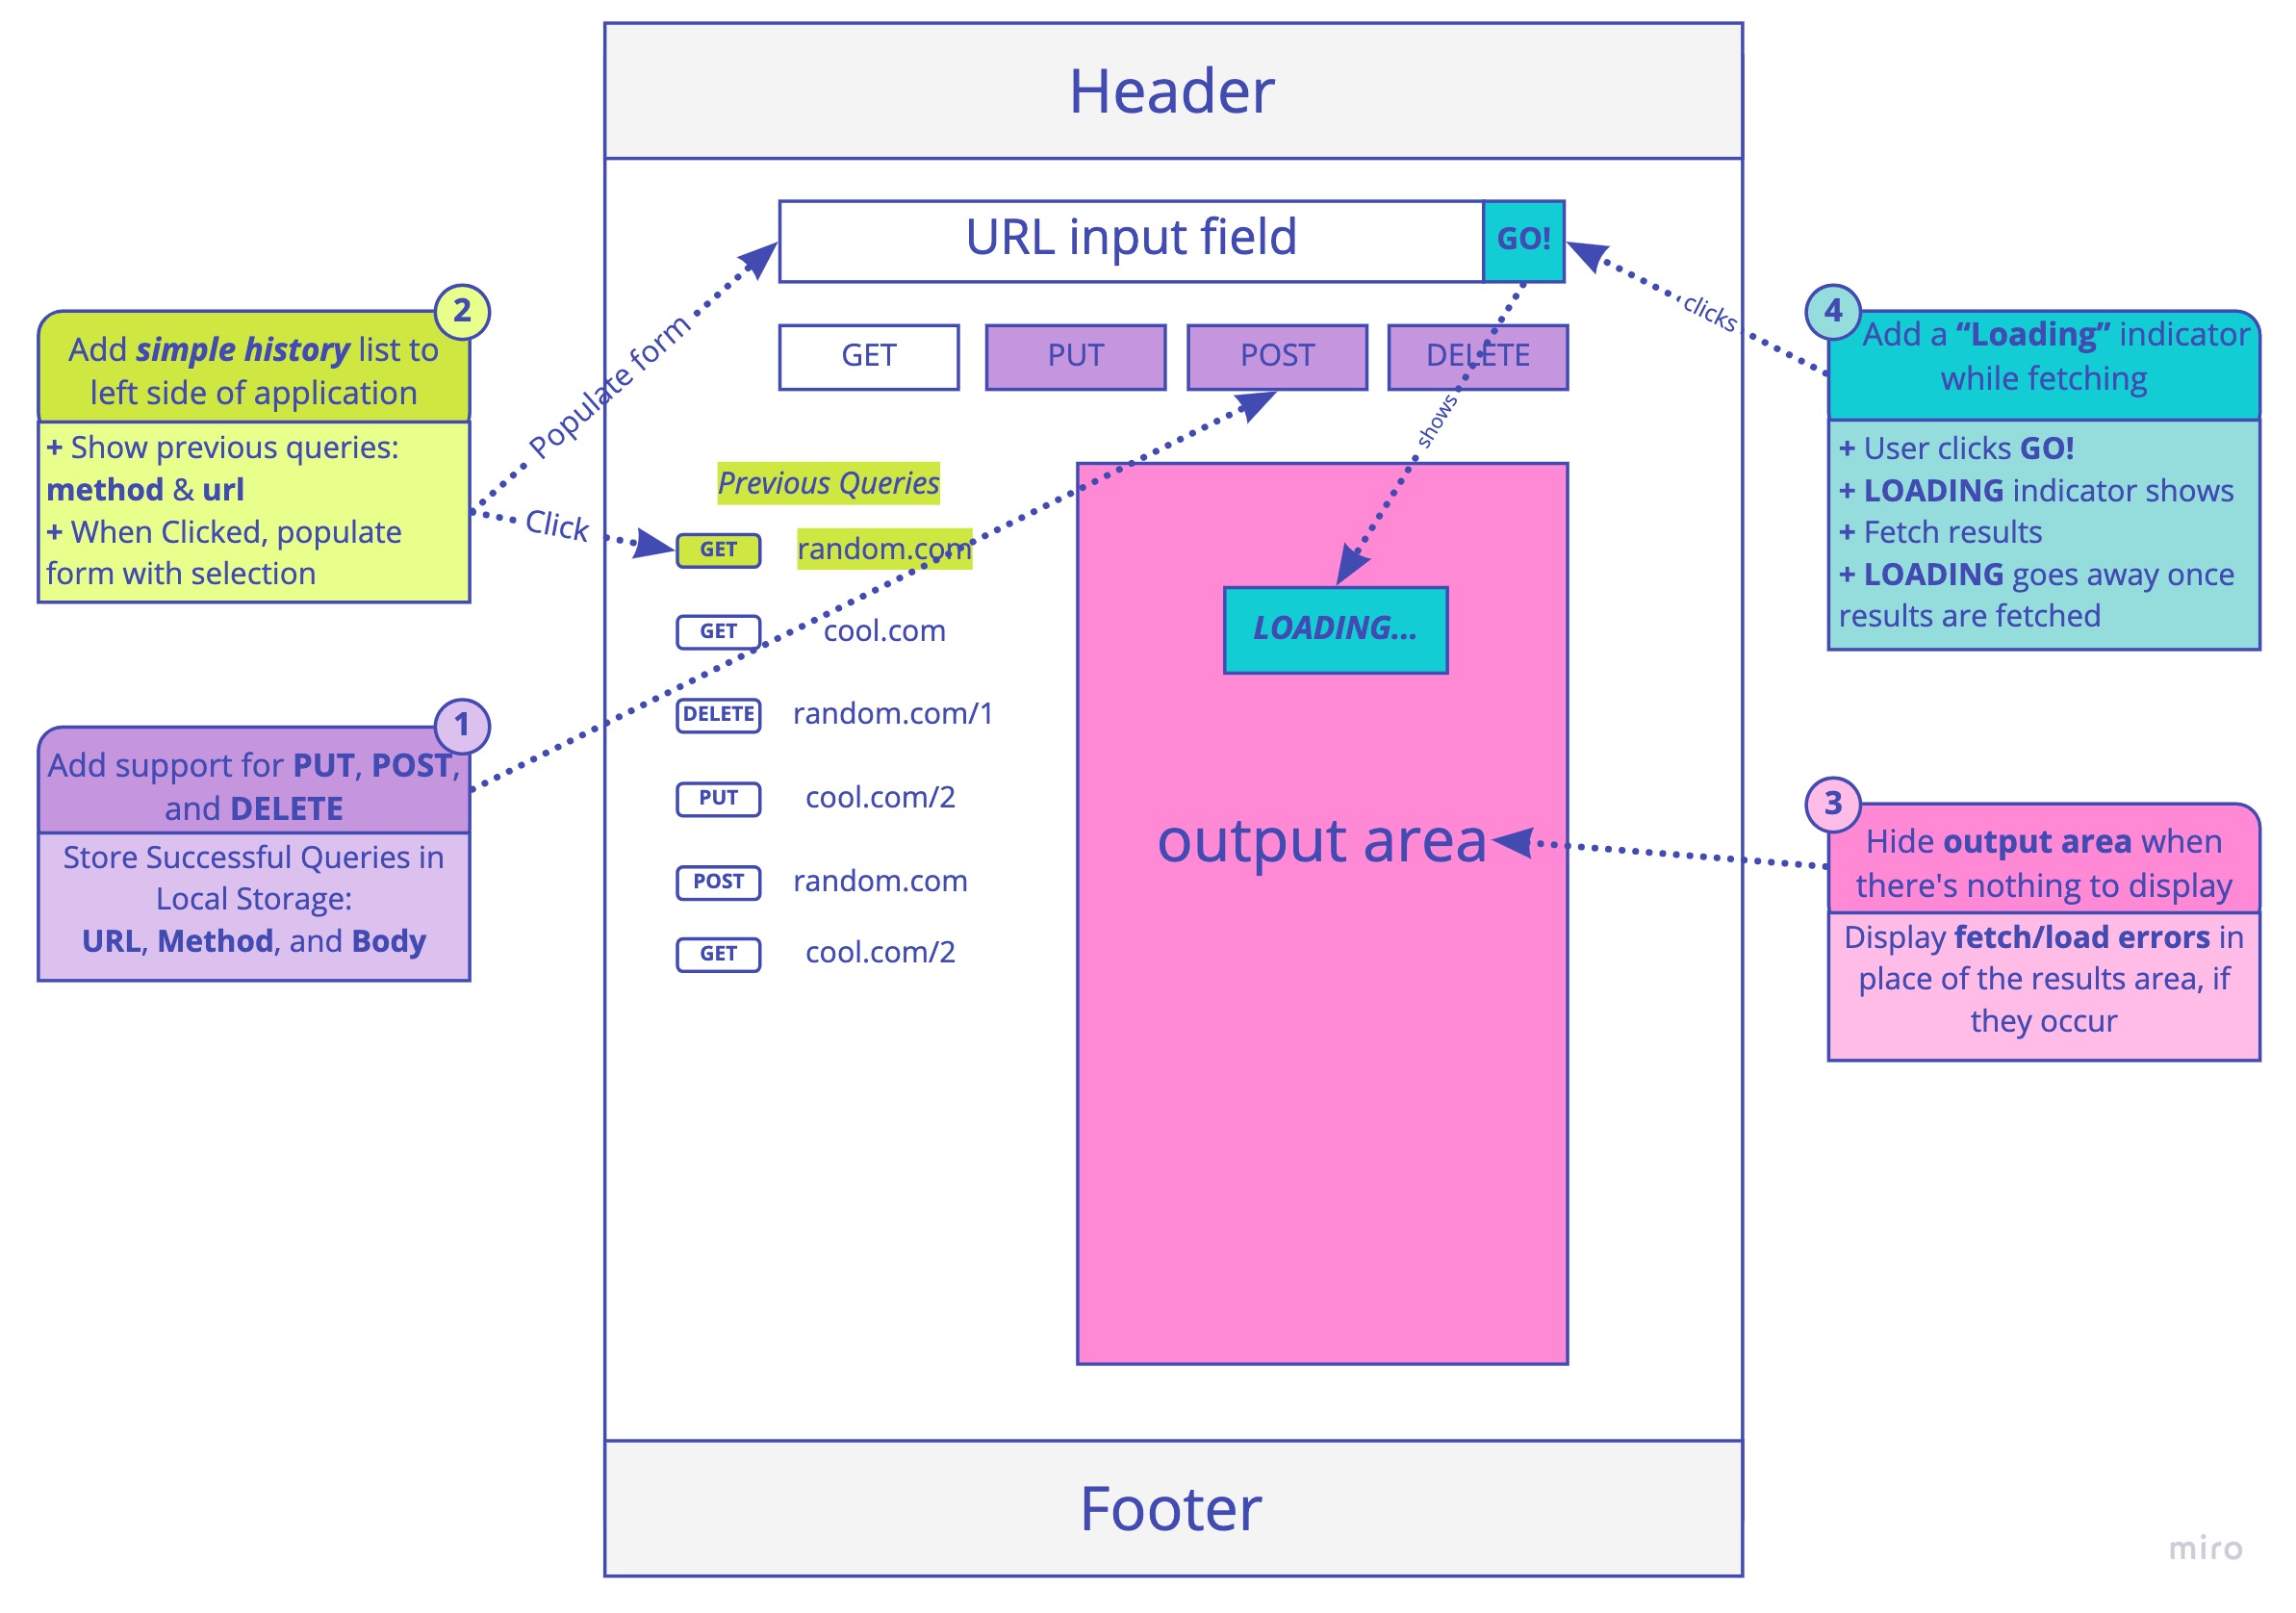 Header
URL input field
GO!
GET
PUT
POST
DELETE
clicks
shows
Populate form
Click
2
Add simple history list to
left side of application
+ Show previous queries:
method & url
+ When Clicked, populate
form with selection
1
Add support for PUT, POST,
and DELETE
Store Successful Queries in
Local Storage:
URL, Method, and Body
Previous Queries
GET random.com
GET cool.com
DELETE random.com/1
PUT cool.com/2
POST random.com
GET cool.com/2
LOADING...
output area
4
Add a “Loading” indicator
while fetching
+ User clicks GO!
+ LOADING indicator shows
+ Fetch results
+ LOADING goes away once
results are fetched
3
Hide output area when
there's nothing to display
Display fetch/load errors in
place of the results area, if
they occur
Footer
miro